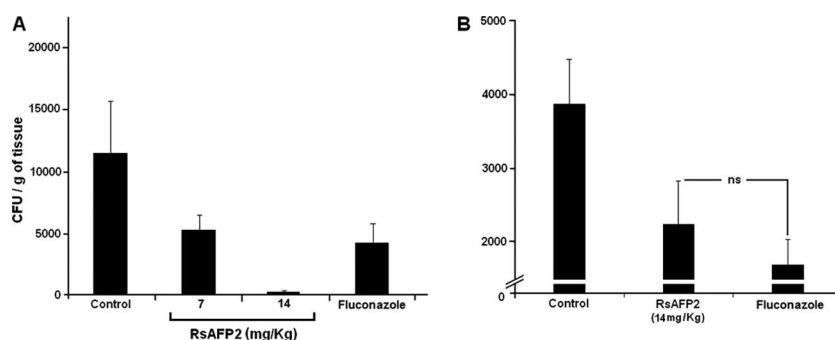 A
CFU / g of tissue
20000
15000
10000
5000
0
Control
7
14
Fluconazole
RsAFP2 (mg/Kg)
B
5000
4000
3000
2000
0
ns
Control
RsAFP2
(14mg/Kg)
Fluconazole